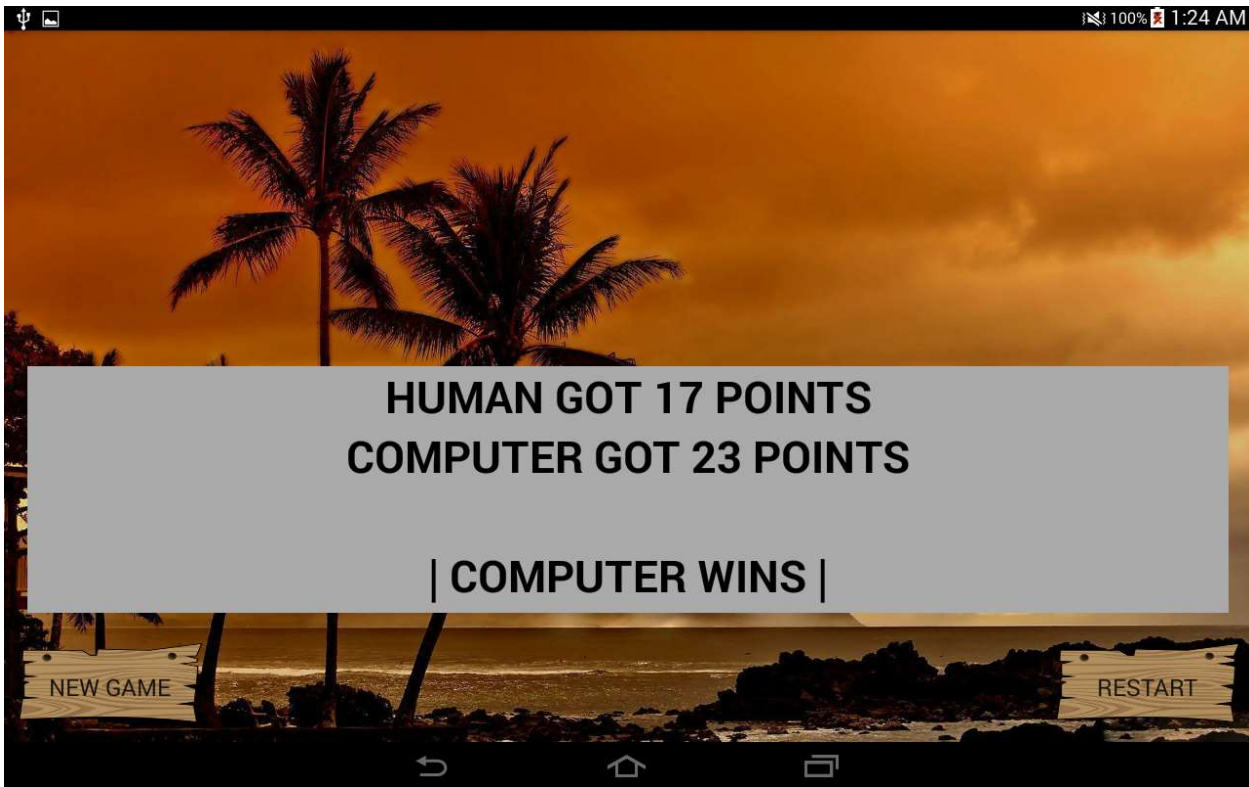 100% 1:24 AM
HUMAN GOT 17 POINTS
COMPUTER GOT 23 POINTS
| COMPUTER WINS |
NEW GAME
RESTART